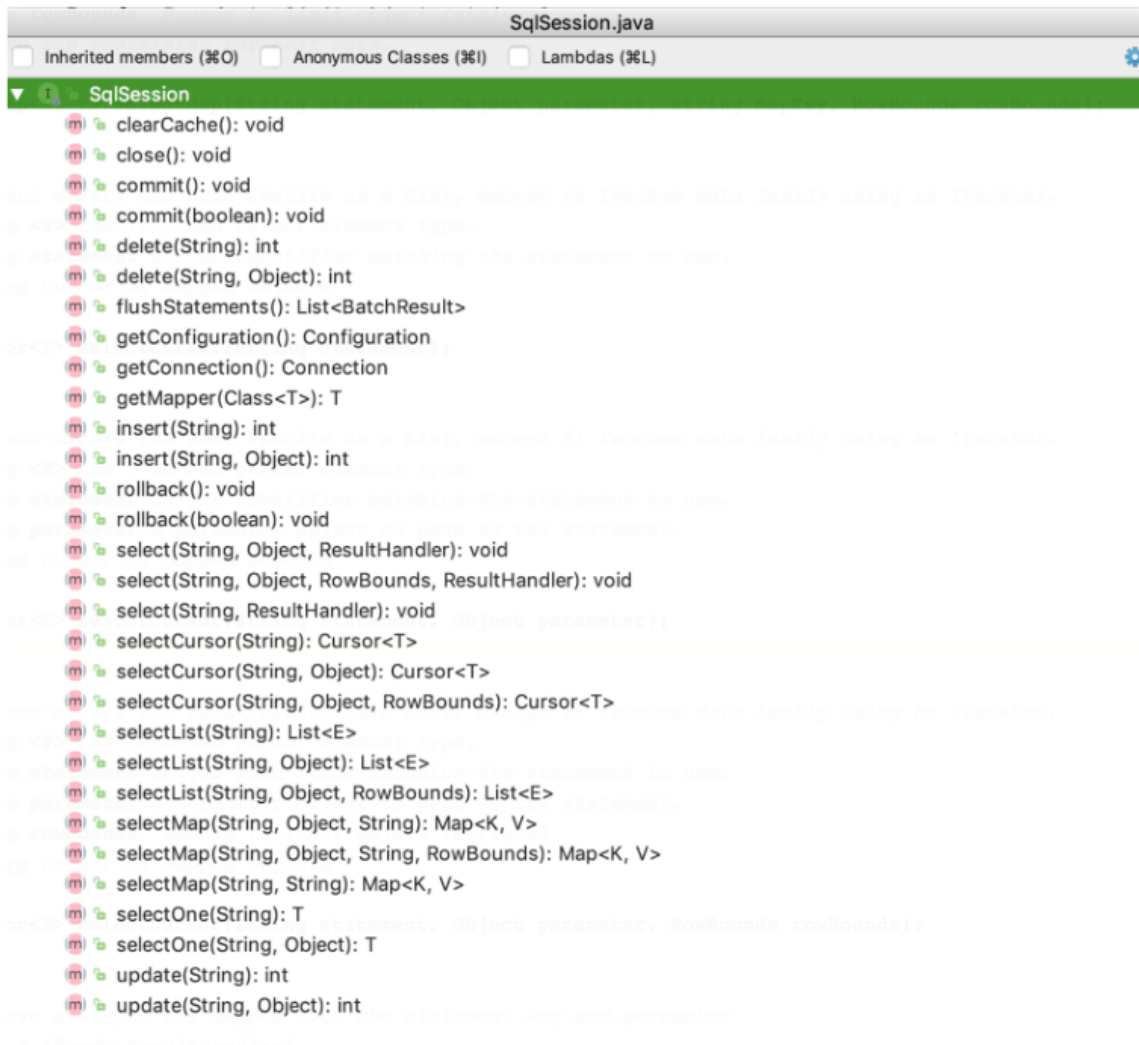 SqlSession.java
Inherited members (⌘O) Anonymous Classes (⌘I) Lambdas (⌘L)
SqlSession
clearCache(): void
close(): void
commit(): void
commit(boolean): void
delete(String): int
delete(String, Object): int
flushStatements(): List<BatchResult>
getConfiguration(): Configuration
getConnection(): Connection
getMapper(Class<T>): T
insert(String): int
insert(String, Object): int
rollback(): void
rollback(boolean): void
select(String, Object, ResultHandler): void
select(String, Object, RowBounds, ResultHandler): void
select(String, ResultHandler): void
selectCursor(String): Cursor<T>
selectCursor(String, Object): Cursor<T>
selectCursor(String, Object, RowBounds): Cursor<T>
selectList(String): List<E>
selectList(String, Object): List<E>
selectList(String, Object, RowBounds): List<E>
selectMap(String, Object, String): Map<K, V>
selectMap(String, Object, String, RowBounds): Map<K, V>
selectMap(String, String): Map<K, V>
selectOne(String): T
selectOne(String, Object): T
update(String): int
update(String, Object): int